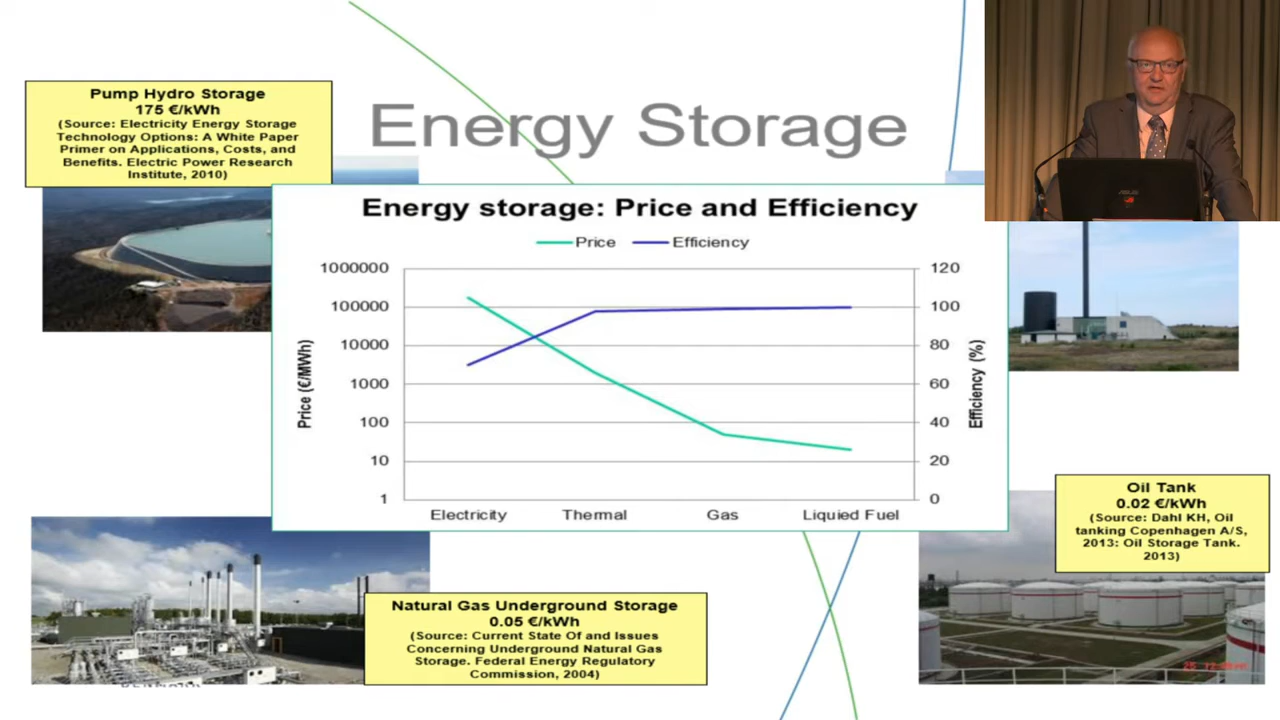 Pump Hydro Storage
175 €/kWh
(Source: Electricity Energy Storage
Technology Options: A White Paper
Primer on Applications, Costs, and
Benefits. Electric Power Research
Institute, 2010)
Energy Storage
Energy storage: Price and Efficiency
Price
Efficiency
1000000
100000
10000
1000
100
10
1
Price (€/MWh)
120
100
80
60
40
20
0
Efficiency (%)
Electricity
Thermal
Gas
Liquied Fuel
Oil Tank
0.02 €/kWh
(Source: Dahl KH, Oil
tanking Copenhagen A/S,
2013: Oil Storage Tank.
2013)
Natural Gas Underground Storage
0.05 €/kWh
(Source: Current State Of and Issues
Concerning Underground Natural Gas
Storage. Federal Energy Regulatory
Commission, 2004)